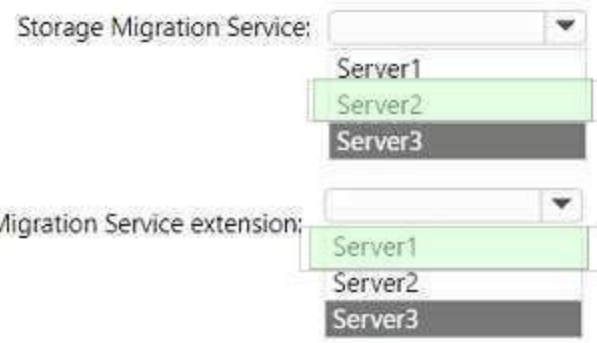 Storage Migration Service:
Server1
Server2
Server3
Migration Service extension:
Server1
Server2
Server3